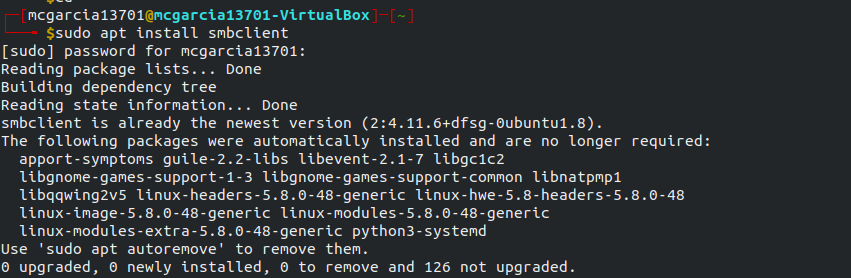 ┌─[mcgarcia13701@mcgarcia13701-VirtualBox]─[~]
└──╼ $sudo apt install smbclient
[sudo] password for mcgarcia13701:
Reading package lists... Done
Building dependency tree
Reading state information... Done
smbclient is already the newest version (2:4.11.6+dfsg-0ubuntu1.8).
The following packages were automatically installed and are no longer required:
  apport-symptoms guile-2.2-libs libevent-2.1-7 libgc1c2
  libgnome-games-support-1-3 libgnome-games-support-common libnatpmp1
  libqqwing2v5 linux-headers-5.8.0-48-generic linux-hwe-5.8-headers-5.8.0-48
  linux-image-5.8.0-48-generic linux-modules-5.8.0-48-generic
  linux-modules-extra-5.8.0-48-generic python3-systemd
Use 'sudo apt autoremove' to remove them.
0 upgraded, 0 newly installed, 0 to remove and 126 not upgraded.